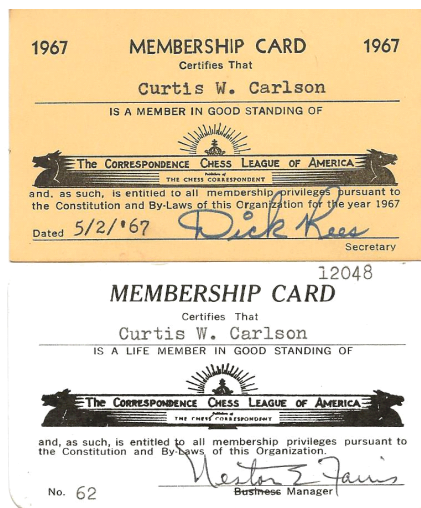 1967 MEMBERSHIP CARD 1967
Certifies That
Curtis W. Carlson
IS A MEMBER IN GOOD STANDING OF
The CORRESPONDENCE CHESS LEAGUE OF AMERICA
Publishers of
THE CHESS CORRESPONDENT
and, as such, is entitled to all membership privileges pursuant to
the Constitution and By-Laws of this Organization for the year 1967
Dated 5/2/'67 Dick Rees
Secretary
12048
MEMBERSHIP CARD
Certifies That
Curtis W. Carlson
IS A LIFE MEMBER IN GOOD STANDING OF
The CORRESPONDENCE CHESS LEAGUE OF AMERICA
Publishers of
THE CHESS CORRESPONDENT
and, as such, is entitled to all membership privileges pursuant to
the Constitution and By-Laws of this Organization.
Neston E. Farris
No. 62 Business Manager